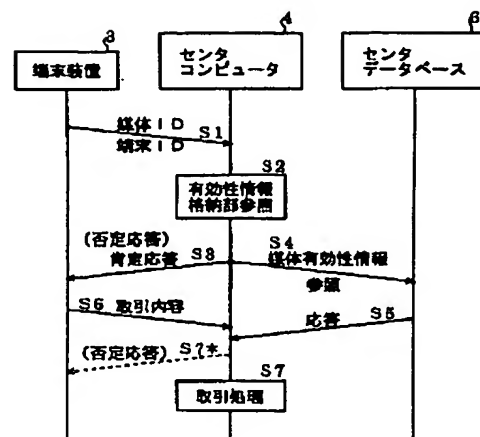 3
4
6
端末装置
センタ
コンピュータ
センタ
データベース
媒体ID
端末ID
S1
S2
有効性情報
格納部参照
(否定応答)
肯定応答
S3
S4
媒体有効性情報
参照
S6 取引内容
応答
S5
(否定応答) S7*
S7
取引処理